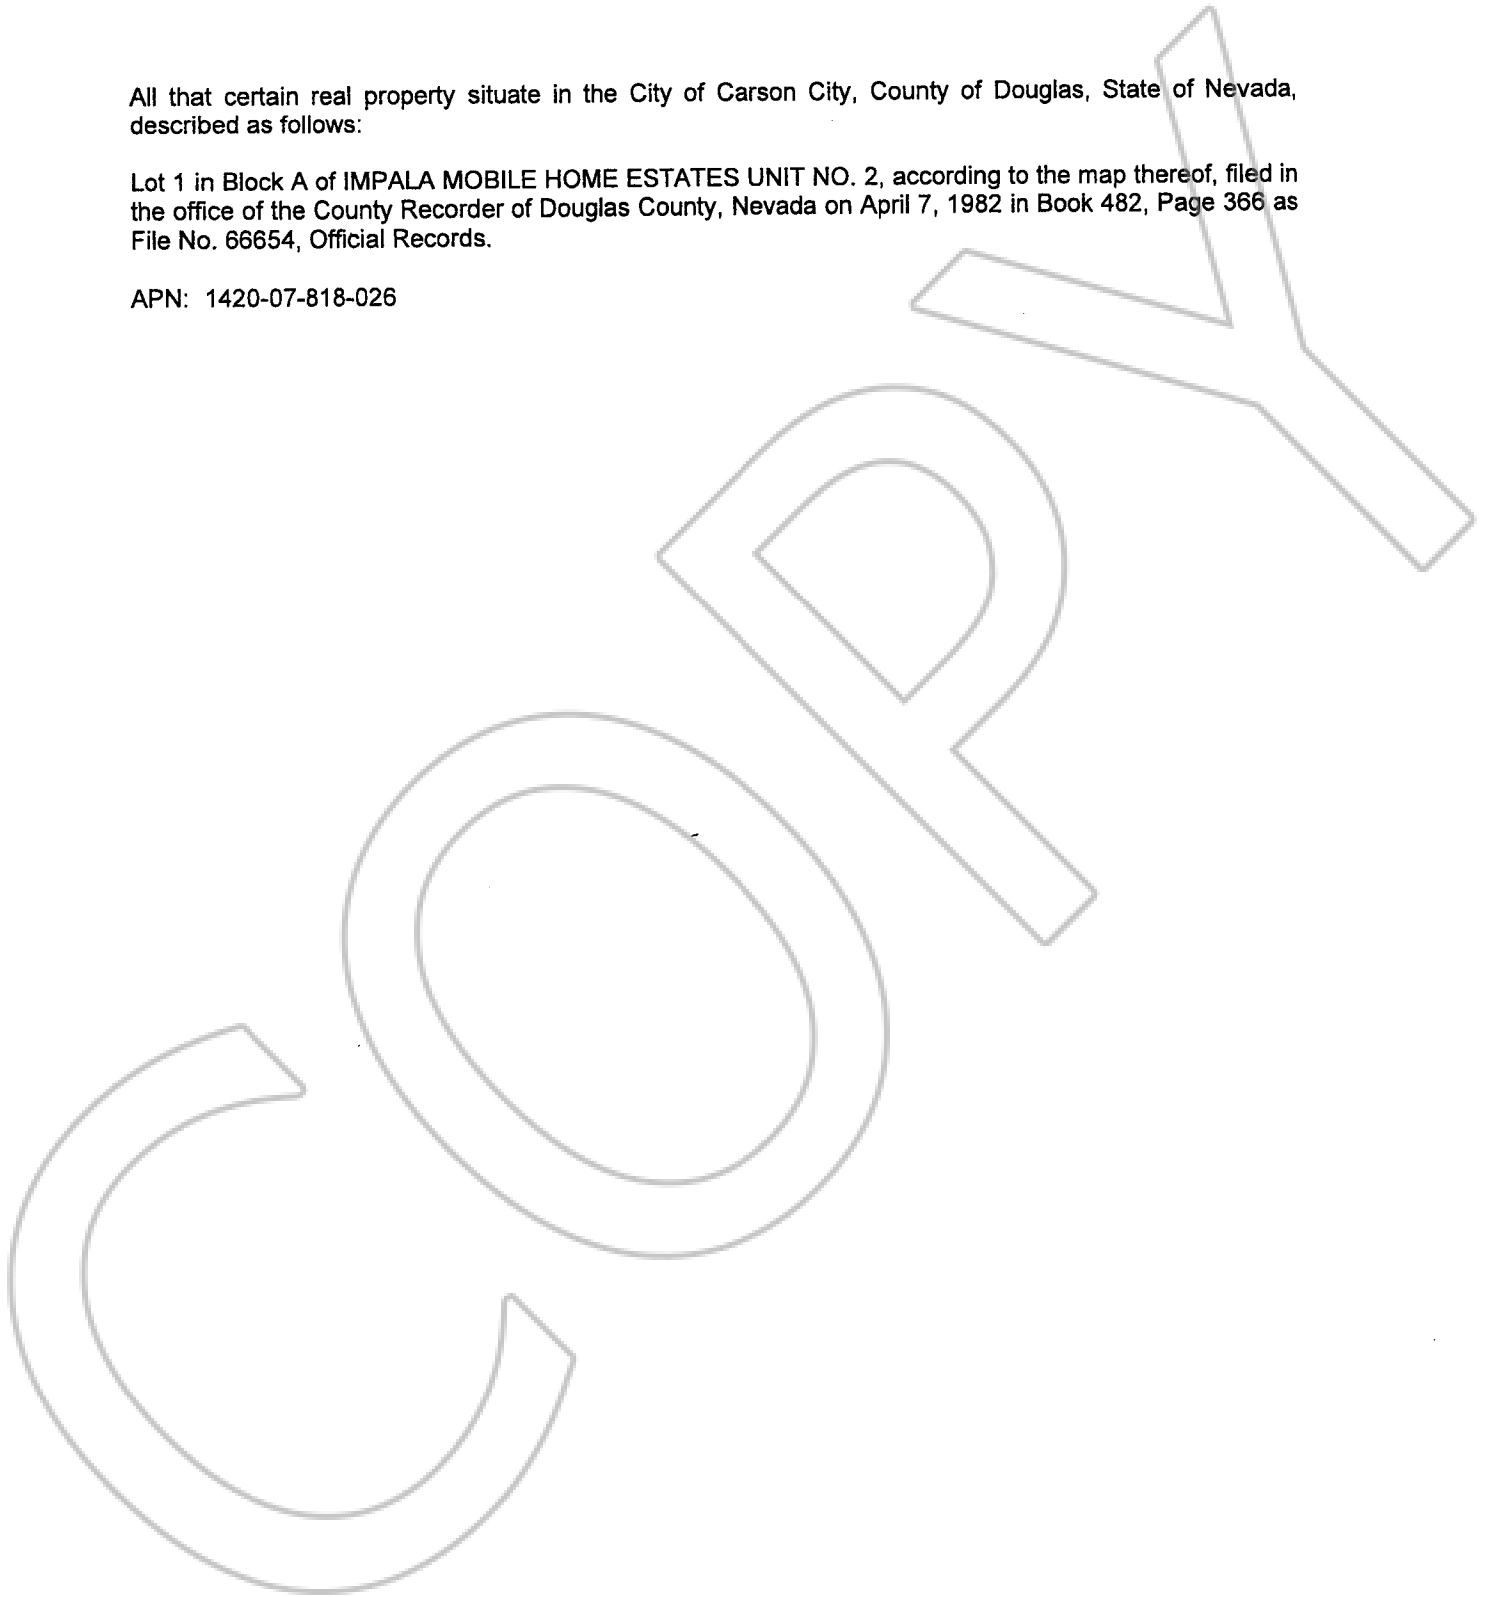 All that certain real property situate in the City of Carson City, County of Douglas, State of Nevada,
described as follows:
Lot 1 in Block A of IMPALA MOBILE HOME ESTATES UNIT NO. 2, according to the map thereof, filed in
the office of the County Recorder of Douglas County, Nevada on April 7, 1982 in Book 482, Page 366 as
File No. 66654, Official Records.
APN: 1420-07-818-026
COPY